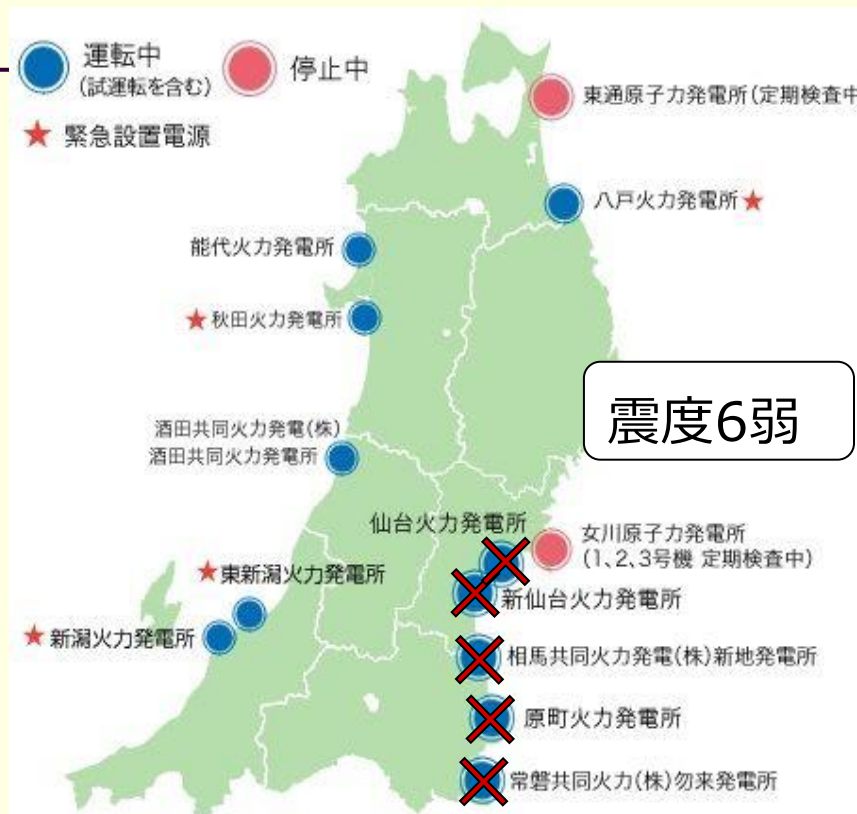 運転中
(試運転を含む)
停止中
★ 緊急設置電源
東通原子力発電所(定期検査中
八戸火力発電所★
能代火力発電所
★秋田火力発電所
震度6弱
酒田共同火力発電(株)
酒田共同火力発電所
仙台火力発電所
女川原子力発電所
(1、2、3号機 定期検査中)
★東新潟火力発電所
新仙台火力発電所
★新潟火力発電所
相馬共同火力発電(株)新地発電所
原町火力発電所
常磐共同火力(株)勿来発電所